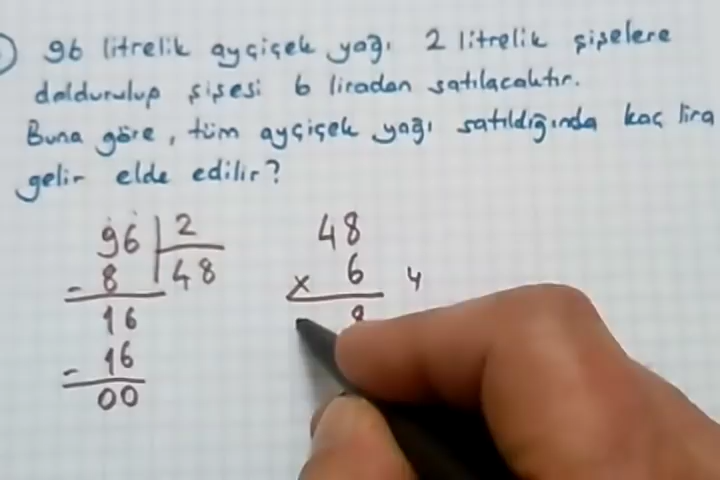 96 litrelik ayçiçek yağı 2 litrelik şişelere
doldurulup şişesi 6 liradan satılacaktır.
Buna göre, tüm ayçiçek yağı satıldığında kaç lira
gelir elde edilir?
96 2
- 8 48
16
- 16
00
48
x 6 4
8